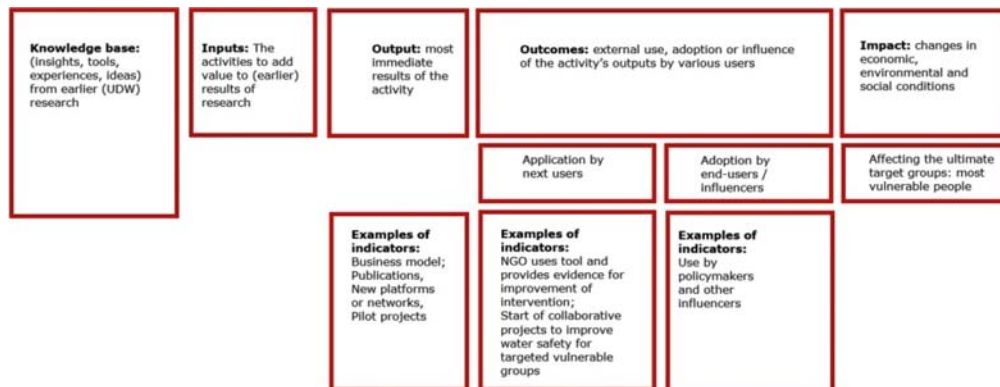 Knowledge base:
(insights, tools,
experiences, ideas)
from earlier (UDW)
research
Inputs: The
activities to add
value to (earlier)
results of
research
Output: most
immediate
results of the
activity
Outcomes: external use, adoption or influence
of the activity's outputs by various users
Impact: changes in
economic,
environmental and
social conditions
Application by
next users
Adoption by
end-users /
influencers
Affecting the ultimate
target groups: most
vulnerable people
Examples of
indicators:
Business model;
Publications,
New platforms
or networks,
Pilot projects
Examples of
indicators:
NGO uses tool and
provides evidence for
improvement of
intervention;
Start of collaborative
projects to improve
water safety for
targeted vulnerable
groups
Examples of
indicators:
Use by
policymakers
and other
influencers